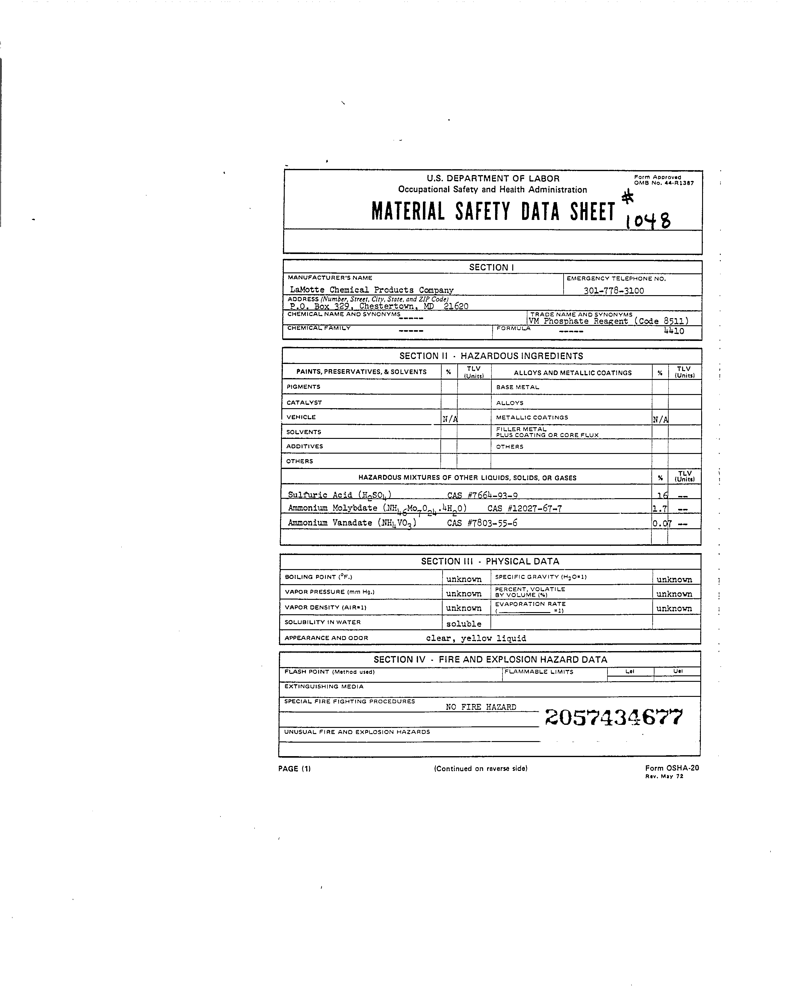 U.S. DEPARTMENT OF LABOR
Form Approved
OMB No. 44-R1387
Occupational Safety and Health Administration
MATERIAL SAFETY DATA SHEET
# 1048
SECTION I
MANUFACTURER'S NAME
EMERGENCY TELEPHONE NO.
LaMotte Chemical Products Company
301-778-3100
ADDRESS (Number, Street, City, State, and ZIP Code)
P.O. Box 329, Chestertown, MD 21620
CHEMICAL NAME AND SYNONYMS -----
TRADE NAME AND SYNONYMS
VM Phosphate Reagent (Code 8511)
CHEMICAL FAMILY -----
FORMULA -----
4410
SECTION II - HAZARDOUS INGREDIENTS
PAINTS, PRESERVATIVES, & SOLVENTS % TLV (Units) ALLOYS AND METALLIC COATINGS % TLV (Units)
PIGMENTS BASE METAL
CATALYST ALLOYS
VEHICLE N/A METALLIC COATINGS N/A
SOLVENTS FILLER METAL PLUS COATING OR CORE FLUX
ADDITIVES OTHERS
OTHERS
HAZARDOUS MIXTURES OF OTHER LIQUIDS, SOLIDS, OR GASES % TLV (Units)
Sulfuric Acid (H2SO4) CAS #7664-93-9 16 --
Ammonium Molybdate (NH4 6Mo7O24.4H2O) CAS #12027-67-7 1.7 --
Ammonium Vanadate (NH4VO3) CAS #7803-55-6 0.07 --
SECTION III - PHYSICAL DATA
BOILING POINT (°F.) unknown SPECIFIC GRAVITY (H2O=1) unknown
VAPOR PRESSURE (mm Hg.) unknown PERCENT, VOLATILE BY VOLUME (%) unknown
VAPOR DENSITY (AIR=1) unknown EVAPORATION RATE (______ =1) unknown
SOLUBILITY IN WATER soluble
APPEARANCE AND ODOR clear, yellow liquid
SECTION IV - FIRE AND EXPLOSION HAZARD DATA
FLASH POINT (Method used) FLAMMABLE LIMITS Lel Uel
EXTINGUISHING MEDIA
SPECIAL FIRE FIGHTING PROCEDURES
NO FIRE HAZARD
2057434677
UNUSUAL FIRE AND EXPLOSION HAZARDS
PAGE (1) (Continued on reverse side) Form OSHA-20
Rev. May 72